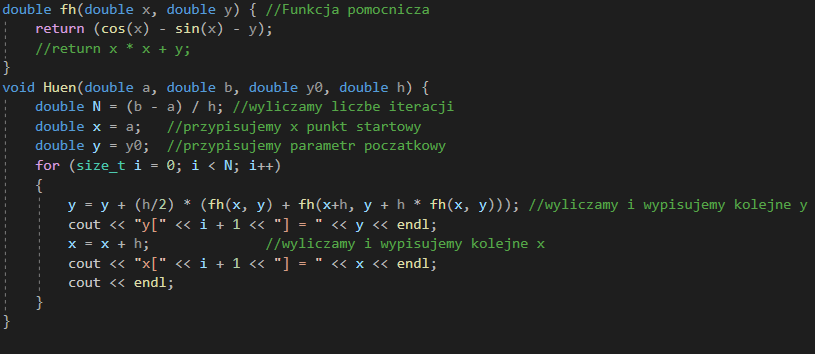 double fh(double x, double y) { //Funkcja pomocnicza
    return (cos(x) - sin(x) - y);
    //return x * x + y;
}
void Huen(double a, double b, double y0, double h) {
    double N = (b - a) / h; //wyliczamy liczbe iteracji
    double x = a;   //przypisujemy x punkt startowy
    double y = y0;  //przypisujemy parametr poczatkowy
    for (size_t i = 0; i < N; i++)
    {
        y = y + (h/2) * (fh(x, y) + fh(x+h, y + h * fh(x, y))); //wyliczamy i wypisujemy kolejne y
        cout << "y[" << i + 1 << "] = " << y << endl;
        x = x + h;              //wyliczamy i wypisujemy kolejne x
        cout << "x[" << i + 1 << "] = " << x << endl;
        cout << endl;
    }
}